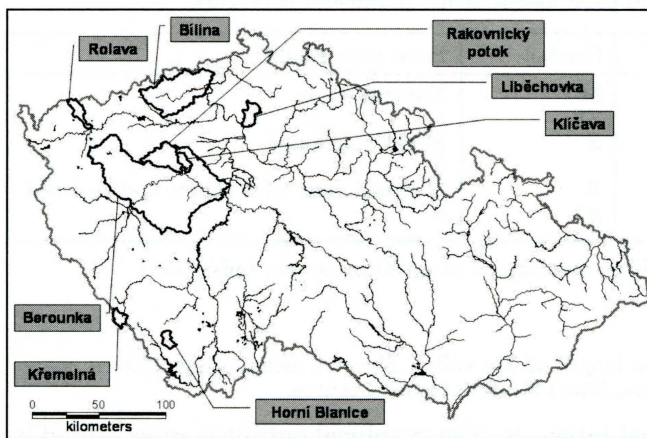 Bílina
Rolava
Rakovnický
potok
Liběchovka
Klíčava
Berounka
Křemelná
Horní Blanice
0 50 100
kilometers